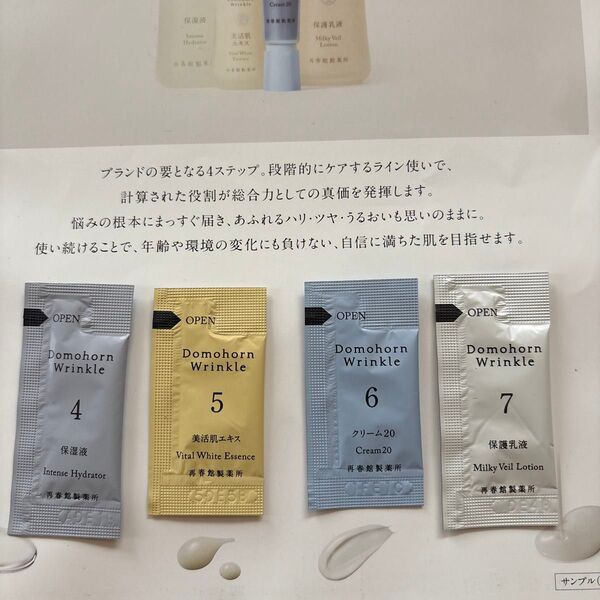 保湿液
Intense
Hydrator
Domohorn
Wrinkle
美活肌
エキス
Vital White
Essence
Cream20
再春館製薬所
保護乳液
Milky Veil
Lotion
再春館製薬所
ブランドの要となる4ステップ。段階的にケアするライン使いで、
計算された役割が総合力としての真価を発揮します。
悩みの根本にまっすぐ届き、あふれるハリ・ツヤ・うるおいも思いのままに。
使い続けることで、年齢や環境の変化にも負けない、自信に満ちた肌を目指せます。
OPEN
Domohorn
Wrinkle
4
保湿液
Intense Hydrator
再春館製薬所
OPEN
Domohorn
Wrinkle
5
美活肌エキス
Vital White Essence
再春館製薬所
OPEN
Domohorn
Wrinkle
6
クリーム20
Cream20
再春館製薬所
OPEN
Domohorn
Wrinkle
7
保護乳液
Milky Veil Lotion
再春館製薬所
サンプル(